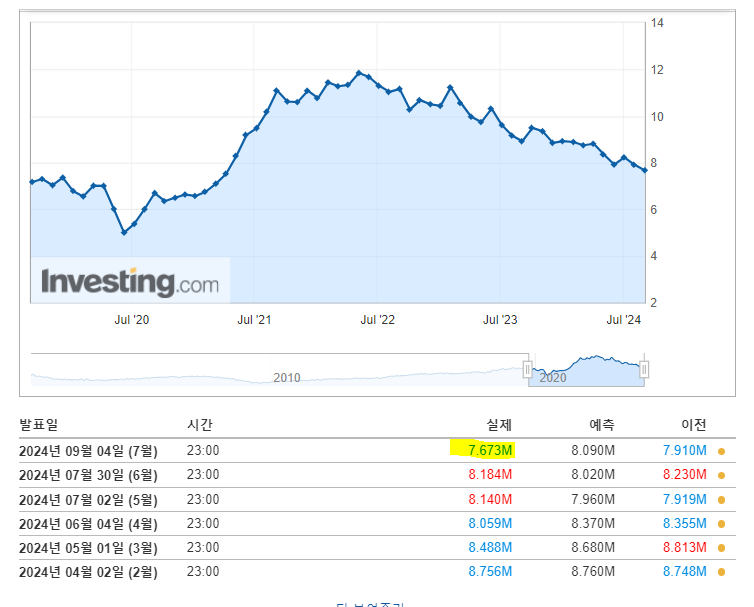 14
12
10
8
6
4
2
Investing.com
Jul '20 Jul '21 Jul '22 Jul '23 Jul '24
2010 2020
발표일 시간 실제 예측 이전
2024년 09월 04일 (7월) 23:00 7.673M 8.090M 7.910M
2024년 07월 30일 (6월) 23:00 8.184M 8.020M 8.230M
2024년 07월 02일 (5월) 23:00 8.140M 7.960M 7.919M
2024년 06월 04일 (4월) 23:00 8.059M 8.370M 8.355M
2024년 05월 01일 (3월) 23:00 8.488M 8.680M 8.813M
2024년 04월 02일 (2월) 23:00 8.756M 8.760M 8.748M